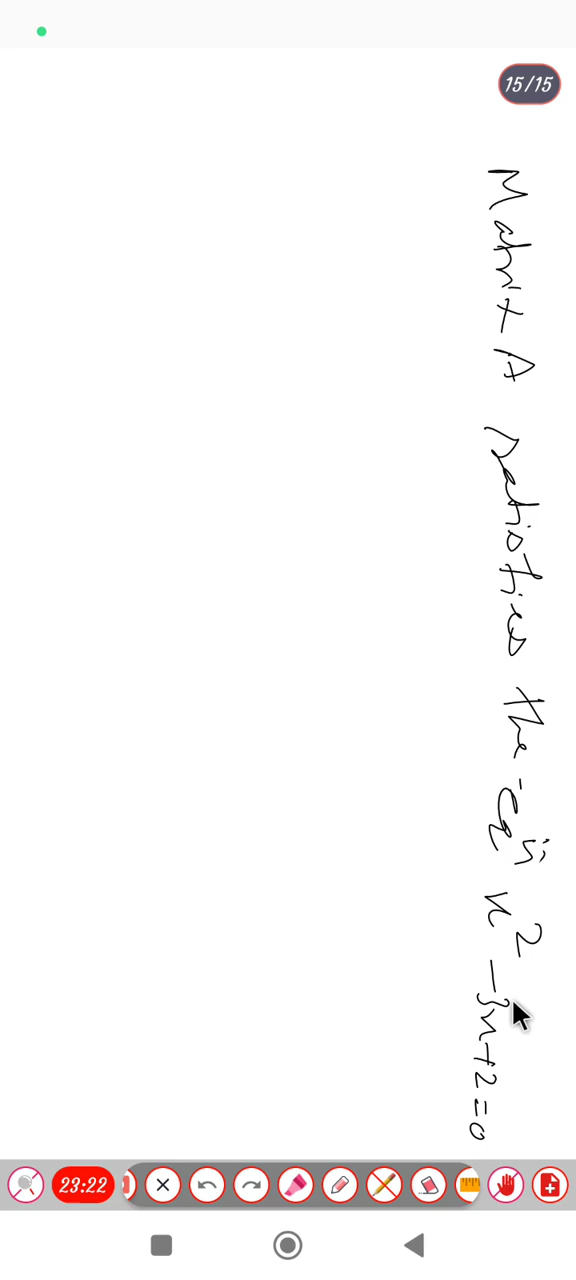 15/15
Matrix A satisfies the eqn x² - 3x + 2 = 0
23:22